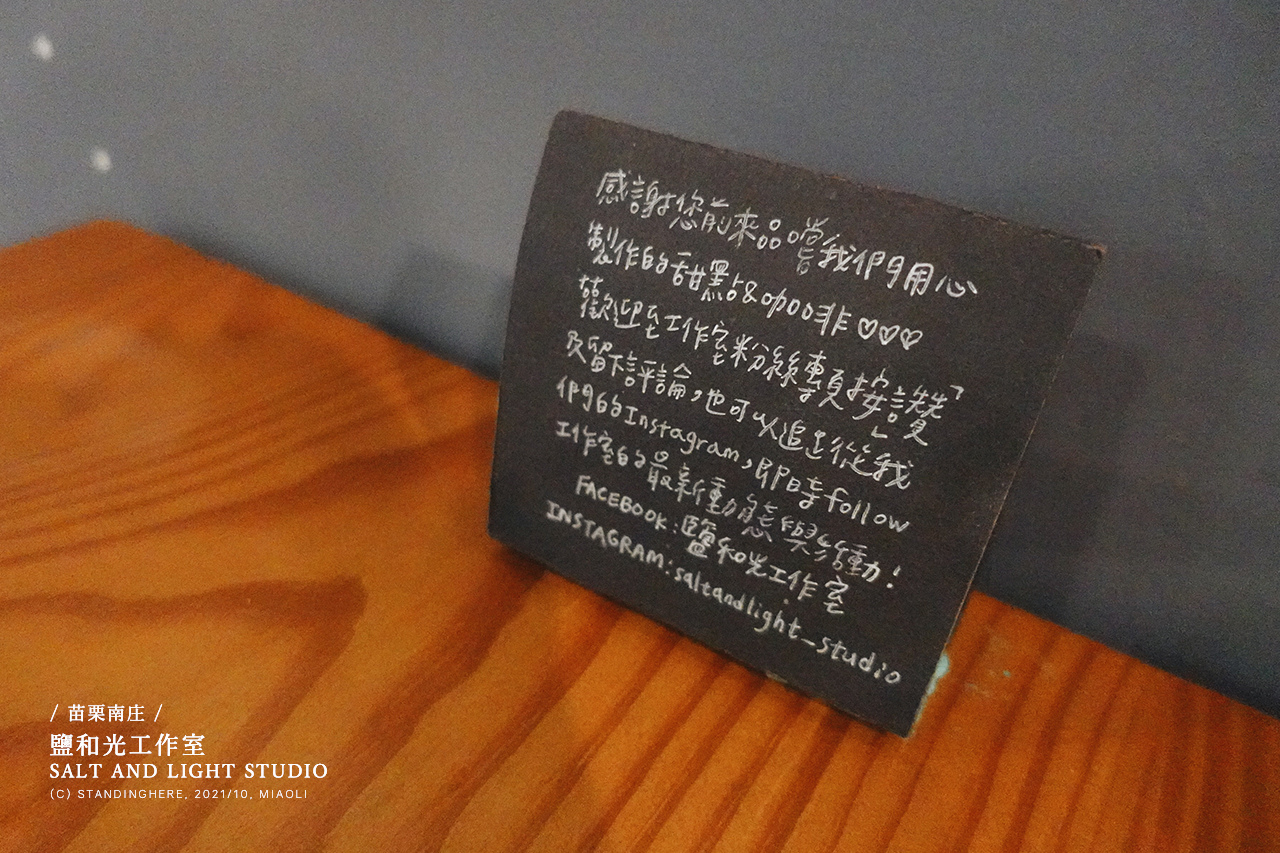 感謝您前來品嚐我們用心
製作的甜點&咖啡♡♡♡
歡迎至工作室粉絲專頁按讚
及留下評論,也可以追蹤我
們的Instagram,即時follow
工作室的最新動態與活動!
FACEBOOK:鹽和光工作室
INSTAGRAM:saltandlight_studio
/ 苗栗南庄 /
鹽和光工作室
SALT AND LIGHT STUDIO
(C) STANDINGHERE, 2021/10, MIAOLI